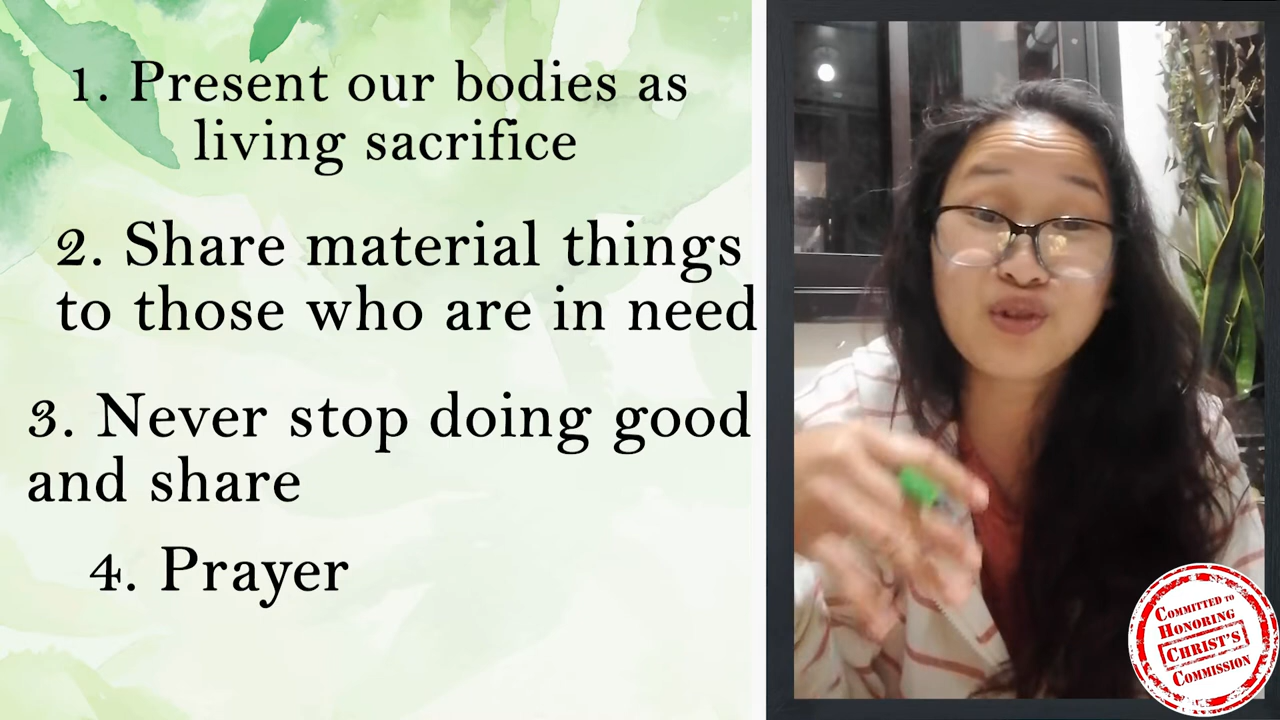 1. Present our bodies as
living sacrifice
2. Share material things
to those who are in need
3. Never stop doing good
and share
4. Prayer
COMMITTED TO
HONORING
CHRIST'S
COMMISSION